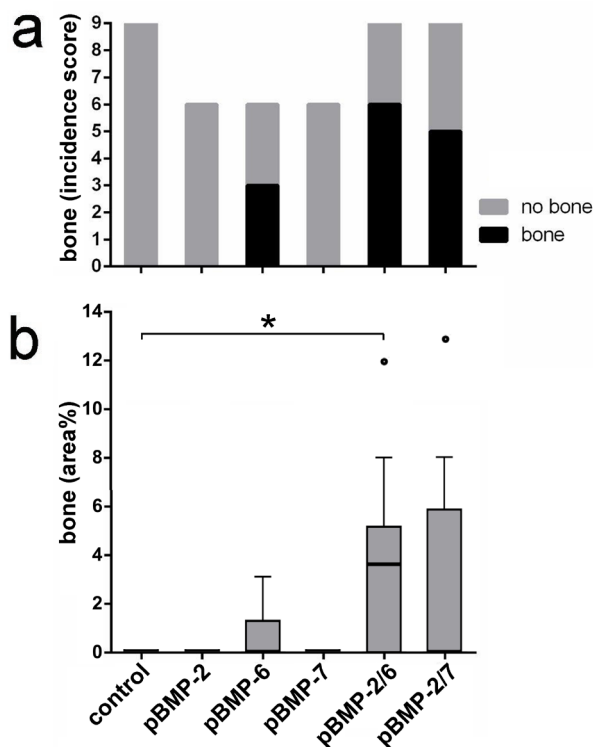 a
bone (incidence score)
9
8
7
6
5
4
3
2
1
0
no bone
bone
b
bone (area%)
14
12
10
8
6
4
2
0
*
control
pBMP-2
pBMP-6
pBMP-7
pBMP-2/6
pBMP-2/7